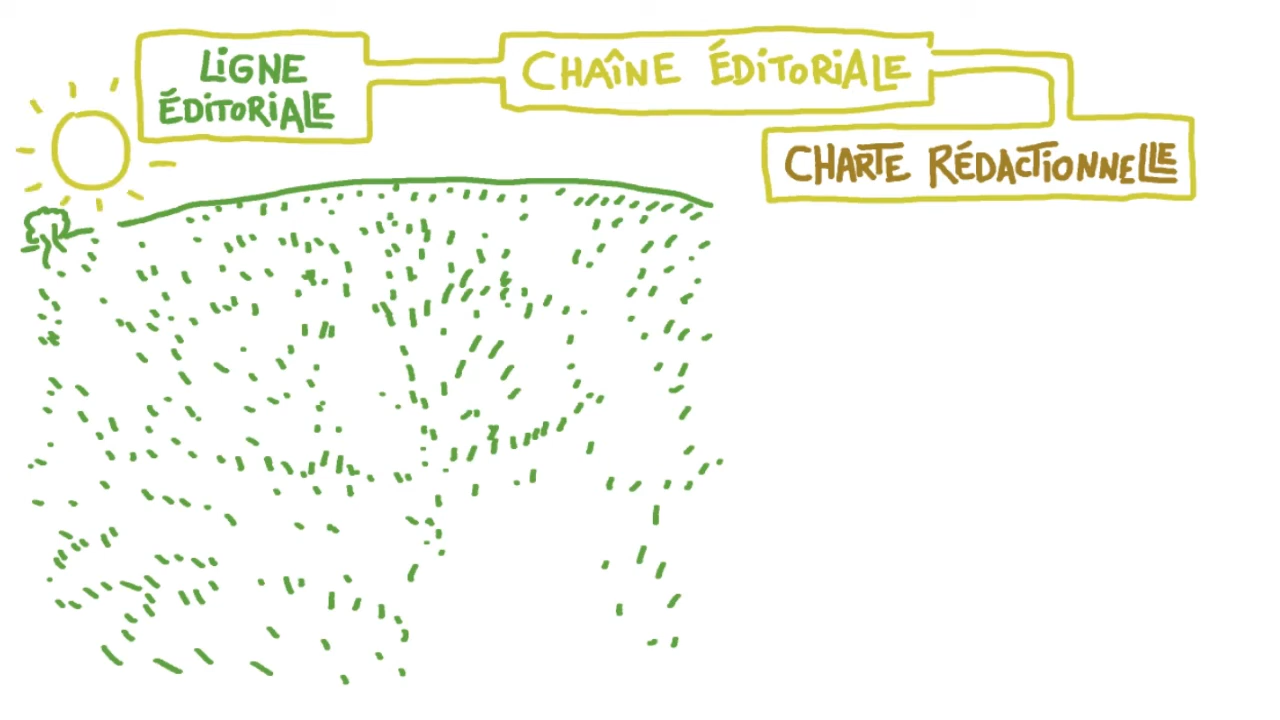 LiGNE
ÉDiTORiALE
CHAÎNE ÉDiTORiALE
CHARTE RÉDACTiONNELLE